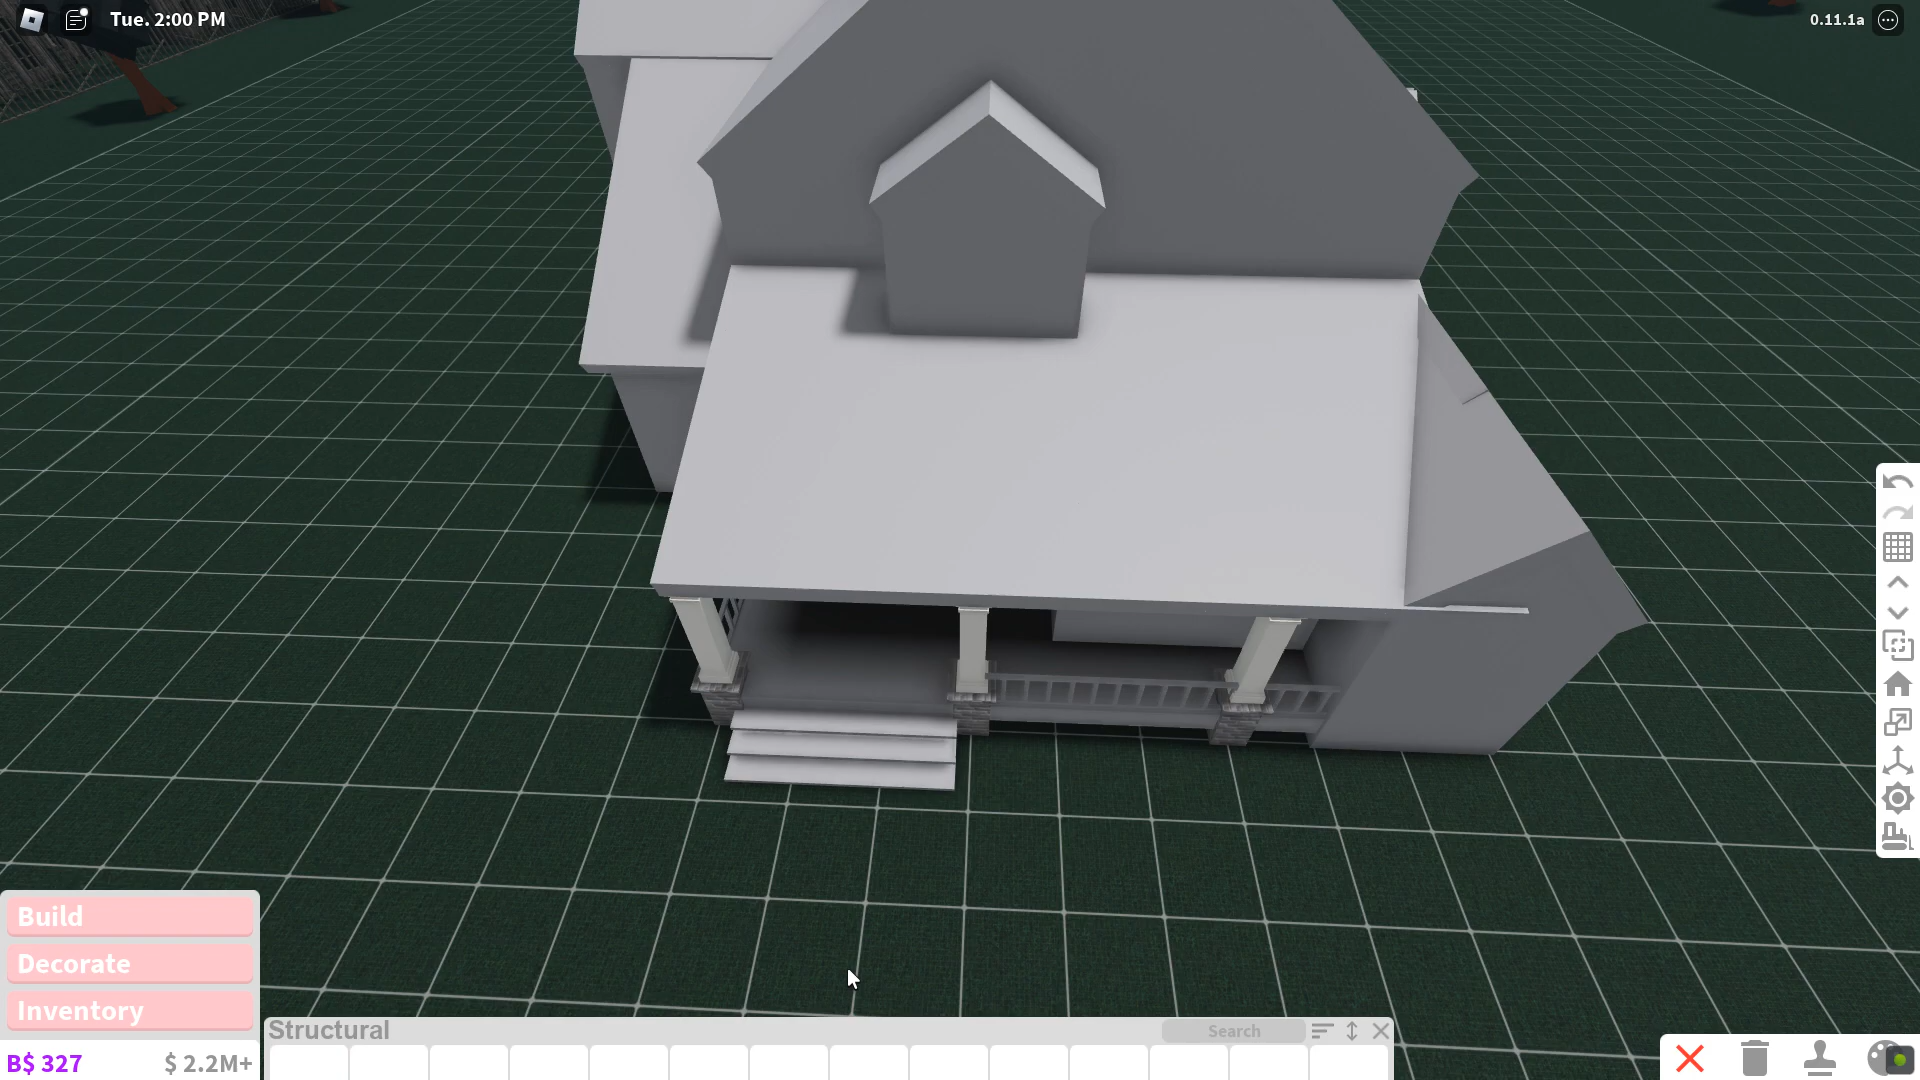 Tue. 2:00 PM
0.11.1a
Build
Decorate
Inventory
B$ 327
$ 2.2M+
Structural
Search